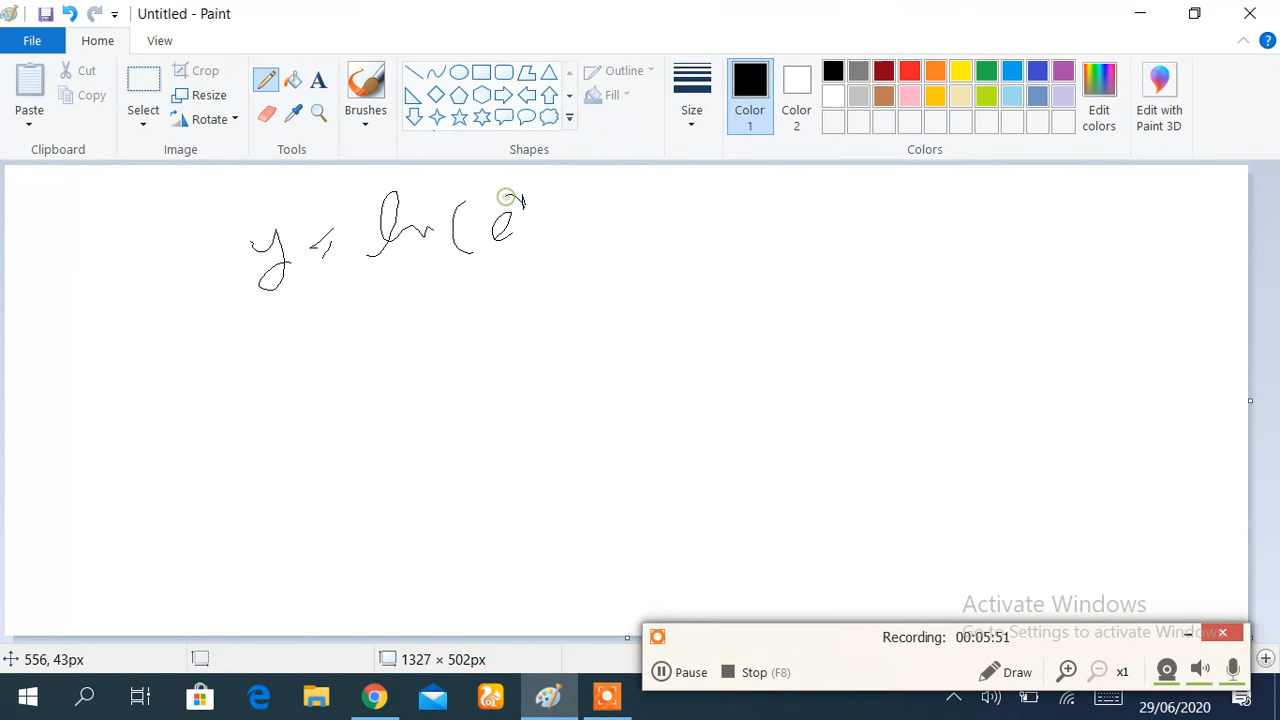 Untitled - Paint
File
Home
View
Paste
Cut
Copy
Clipboard
Select
Crop
Resize
Rotate
Image
Tools
Brushes
Outline
Fill
Shapes
Size
Color 1
Color 2
Edit colors
Edit with Paint 3D
Colors
y = ln(e
Activate Windows
Go to Settings to activate Windows.
Recording: 00:05:51
Pause
Stop (F8)
Draw
x1
556, 43px
1327 × 502px
29/06/2020